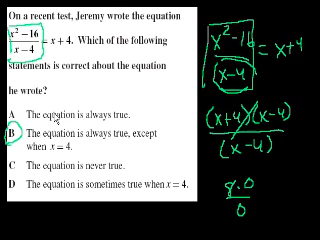 On a recent test, Jeremy wrote the equation
x² − 16 / x − 4 = x + 4. Which of the following
statements is correct about the equation
he wrote?
A The equation is always true.
B The equation is always true, except
when x = 4.
C The equation is never true.
D The equation is sometimes true when x = 4.
x² − 16 / (x − 4) = x + 4
(x + 4)(x − 4) / (x − 4)
8.0 / 0